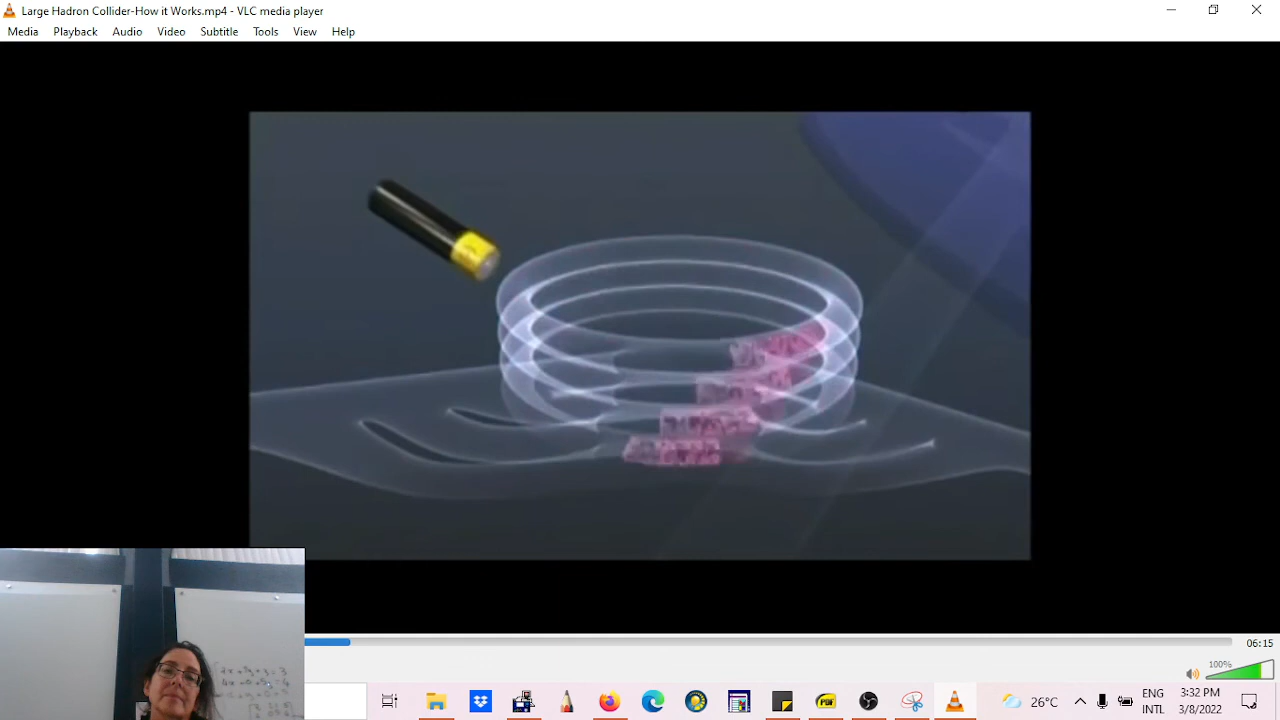 Large Hadron Collider-How it Works.mp4 - VLC media player
Media Playback Audio Video Subtitle Tools View Help
06:15
100%
PDF
26°C
ENG
INTL
3:32 PM
3/8/2022